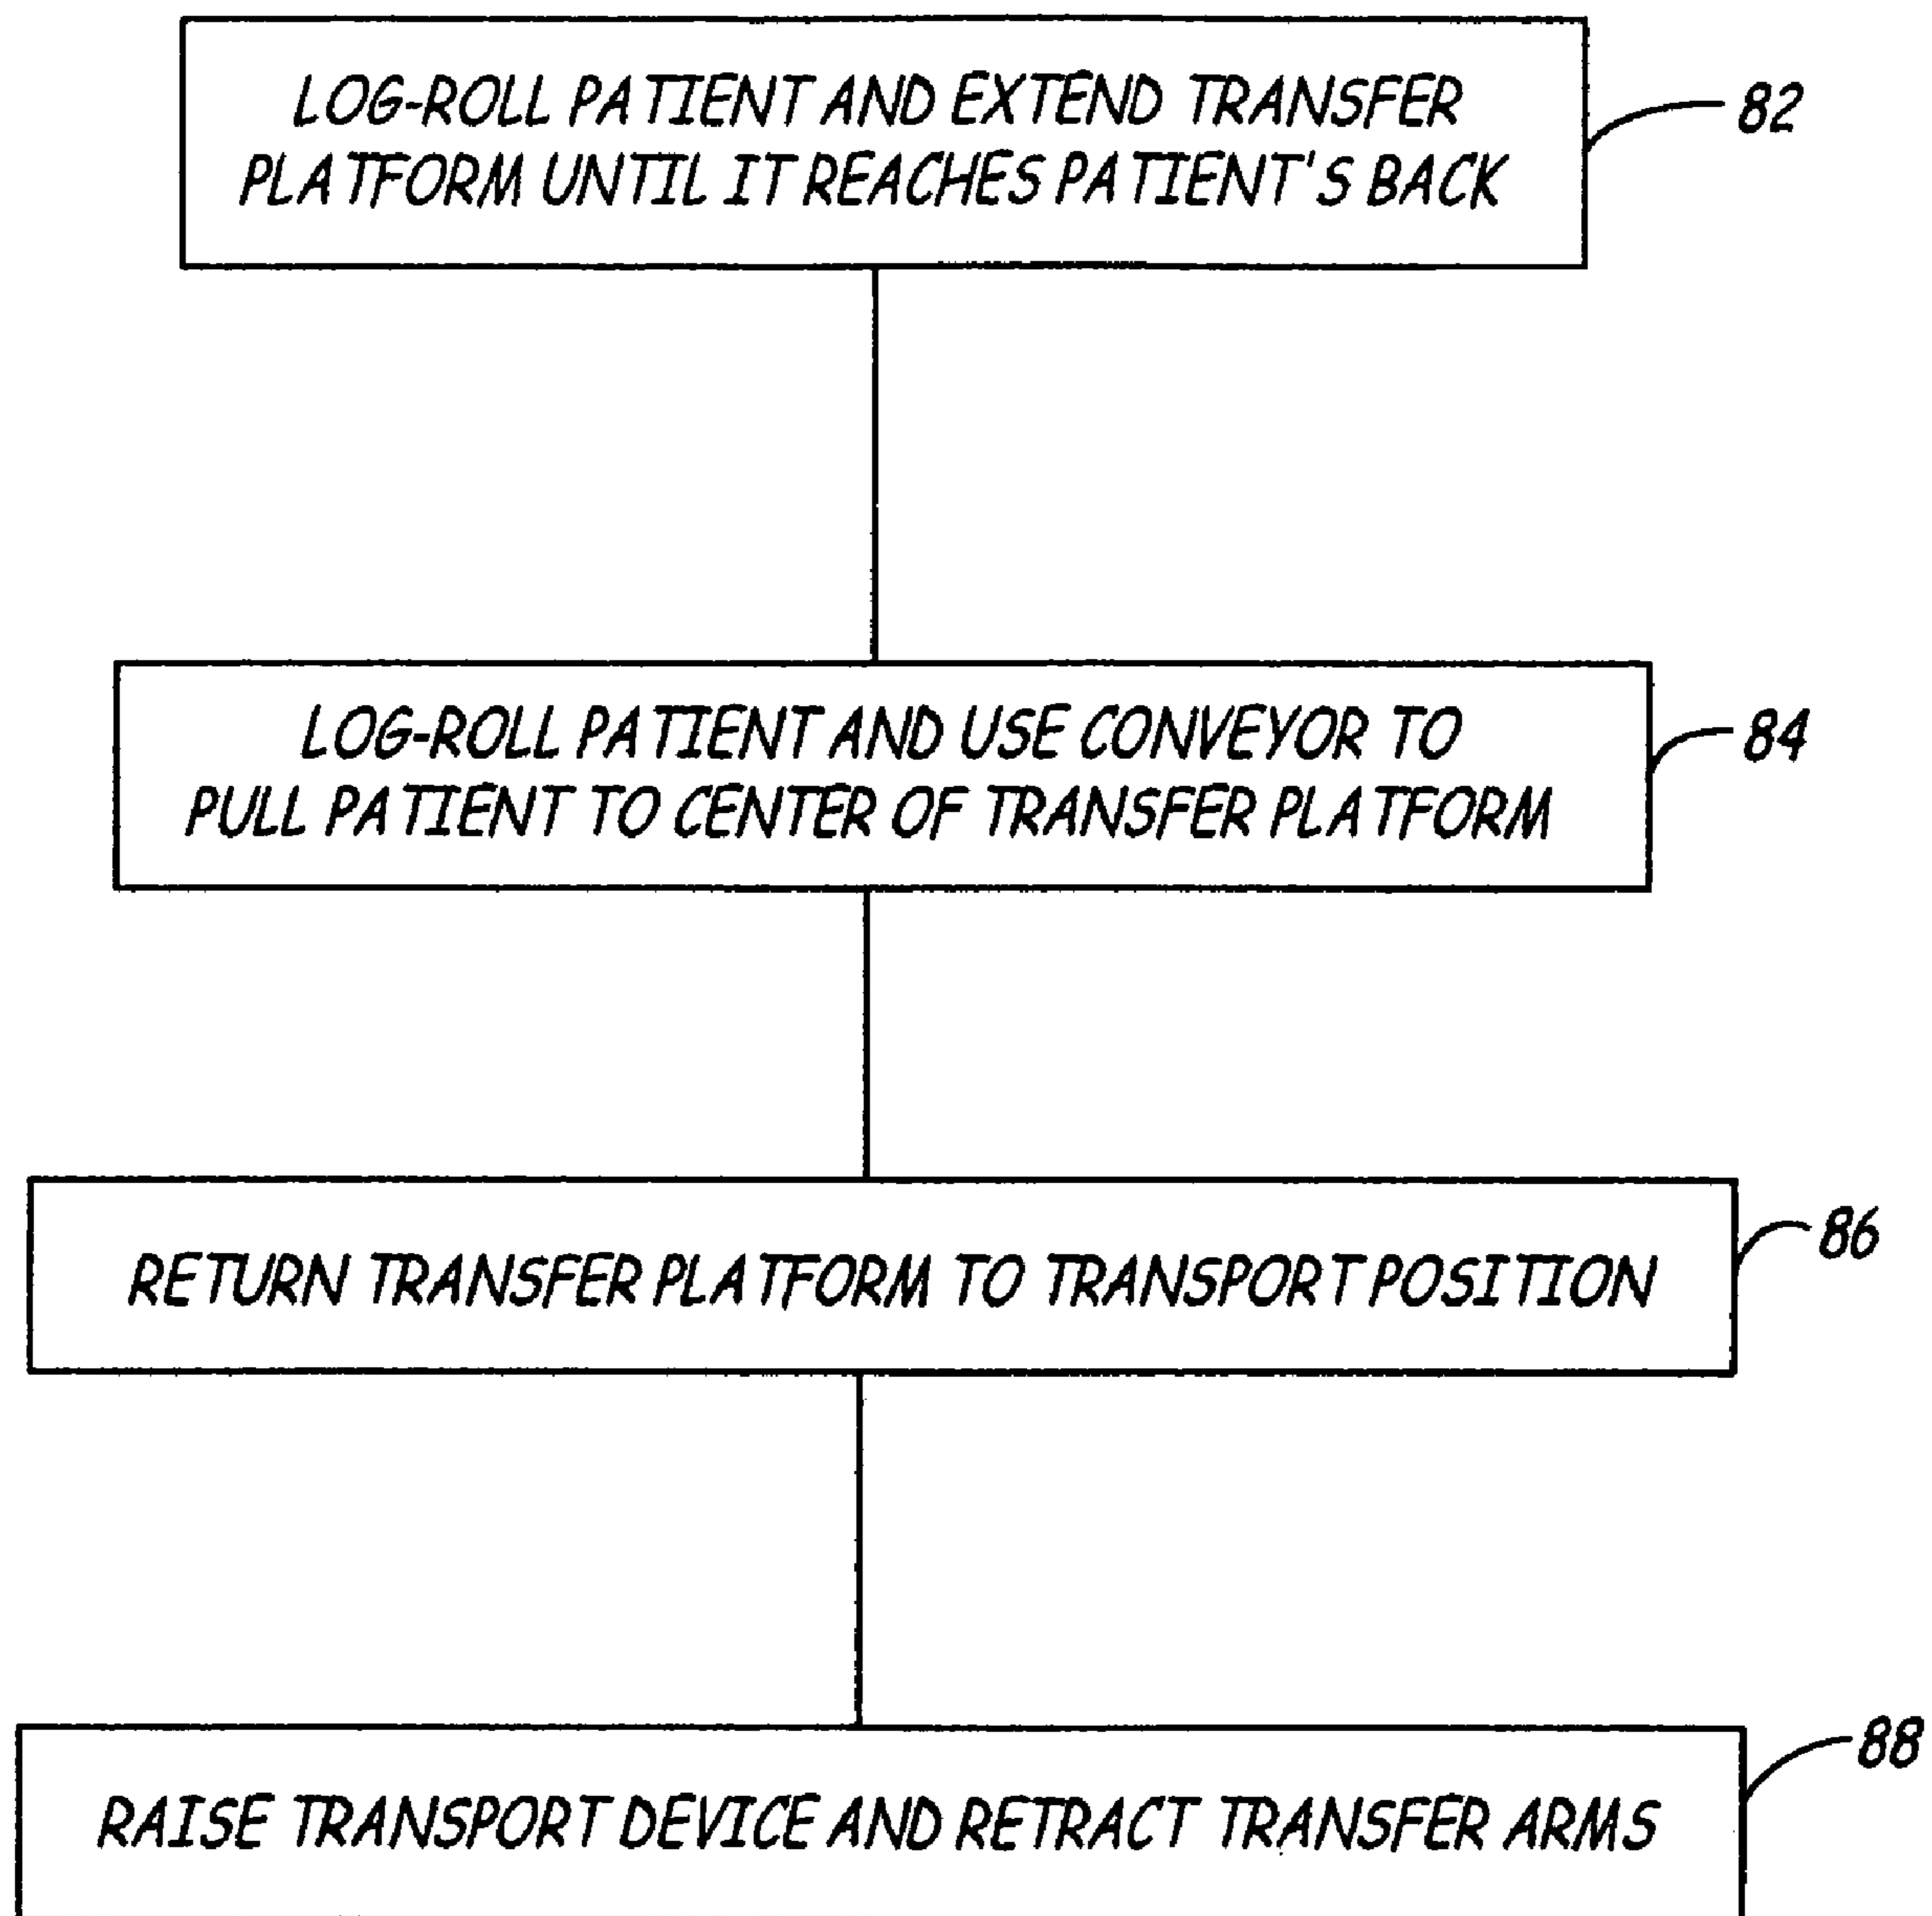 LOG-ROLL PATIENT AND EXTEND TRANSFER
PLATFORM UNTIL IT REACHES PATIENT'S BACK
82
LOG-ROLL PATIENT AND USE CONVEYOR TO
PULL PATIENT TO CENTER OF TRANSFER PLATFORM
84
RETURN TRANSFER PLATFORM TO TRANSPORT POSITION
86
RAISE TRANSPORT DEVICE AND RETRACT TRANSFER ARMS
88